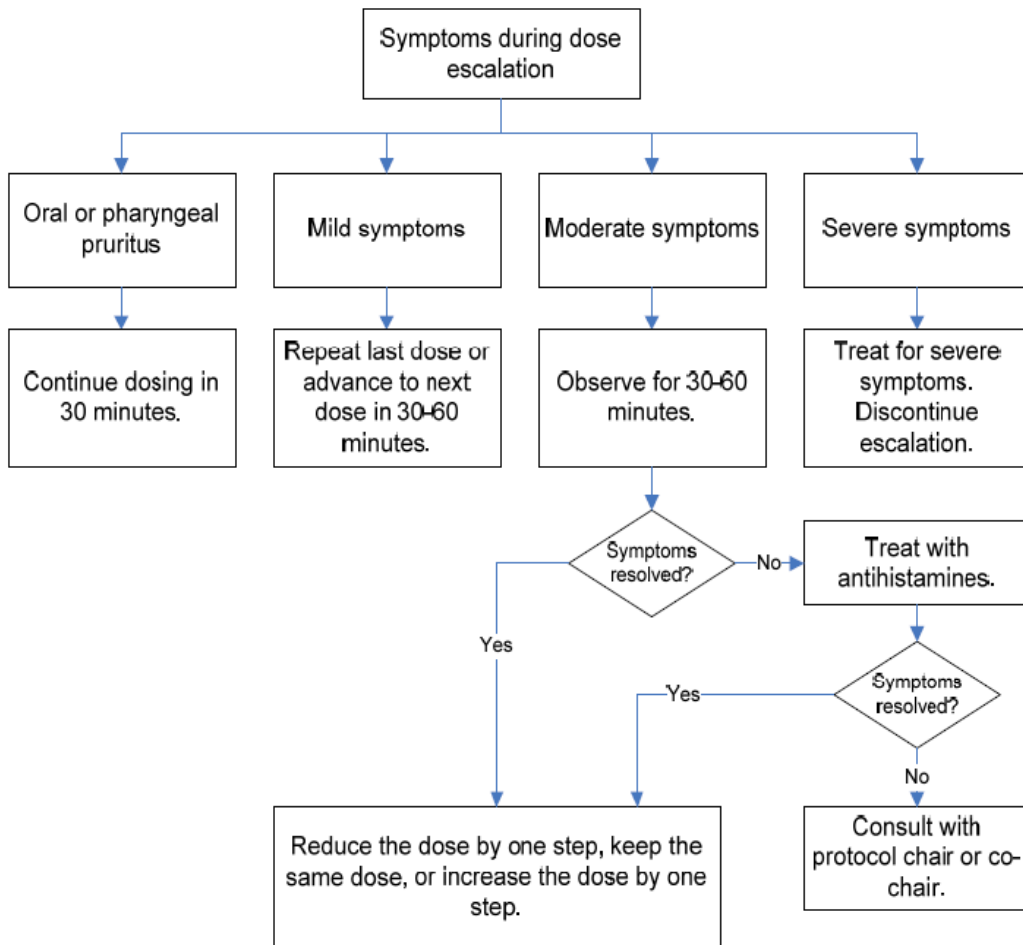 Symptoms during dose
escalation
Oral or pharyngeal
pruritus
Mild symptoms
Moderate symptoms
Severe symptoms
Continue dosing in
30 minutes.
Repeat last dose or
advance to next
dose in 30-60
minutes.
Observe for 30-60
minutes.
Treat for severe
symptoms.
Discontinue
escalation.
Symptoms
resolved?
No
Treat with
antihistamines.
Yes
Symptoms
resolved?
Yes
No
Reduce the dose by one step, keep the
same dose, or increase the dose by one
step.
Consult with
protocol chair or co-
chair.